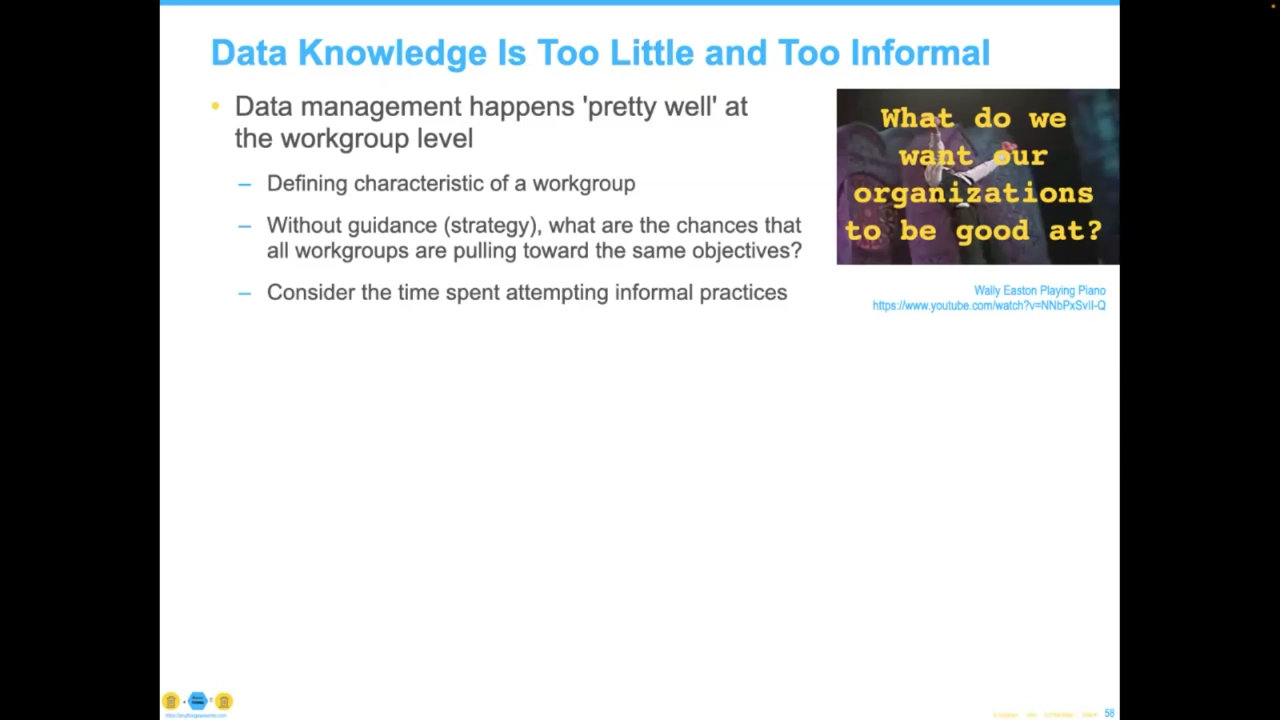 Data Knowledge Is Too Little and Too Informal
• Data management happens 'pretty well' at
the workgroup level
– Defining characteristic of a workgroup
– Without guidance (strategy), what are the chances that
all workgroups are pulling toward the same objectives?
– Consider the time spent attempting informal practices
What do we
want our
organizations
to be good at?
Wally Easton Playing Piano
https://www.youtube.com/watch?v=NNbPxSvII-Q
58